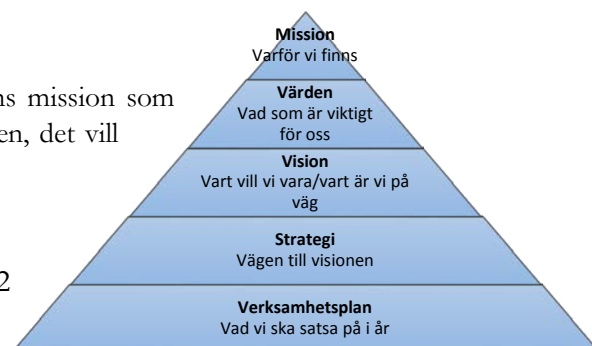 Mission
Varför vi finns
ns mission som
en, det vill
Värden
Vad som är viktigt
för oss
Vision
Vart vill vi vara/vart är vi på
väg
Strategi
Vägen till visionen
2
Verksamhetsplan
Vad vi ska satsa på i år